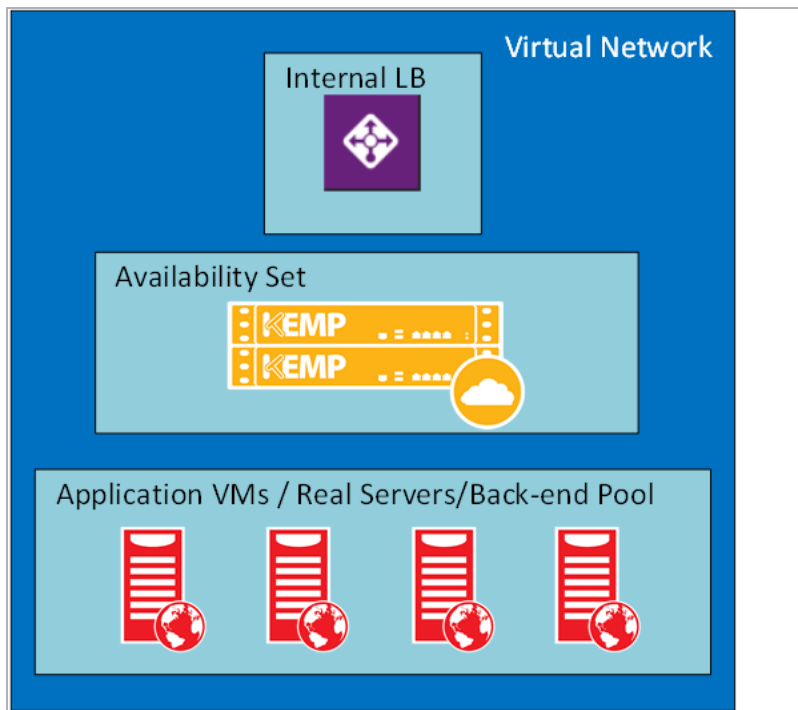 Virtual Network
Internal LB
Availability Set
KEMP
KEMP
Application VMs / Real Servers/Back-end Pool